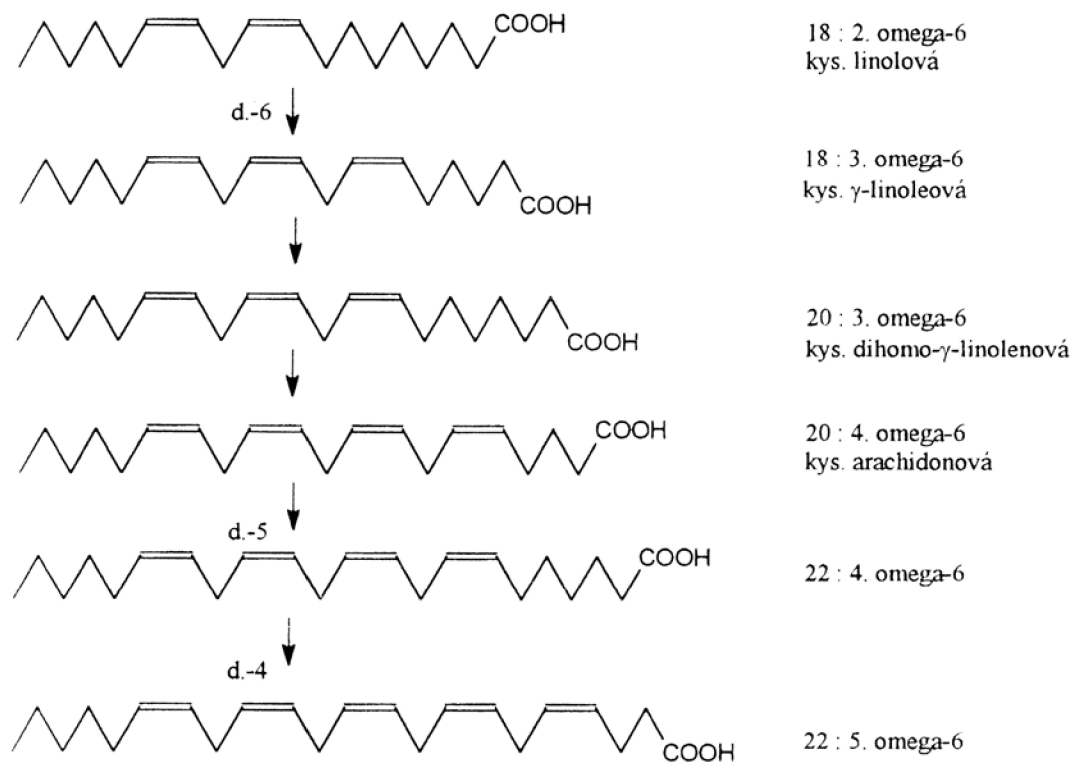 COOH
18 : 2. omega-6
kys. linolová
d.-6
18 : 3. omega-6
kys. γ-linoleová
COOH
20 : 3. omega-6
COOH
kys. dihomo-γ-linolenová
COOH
20 : 4. omega-6
kys. arachidonová
d.-5
COOH
22 : 4. omega-6
d.-4
COOH
22 : 5. omega-6